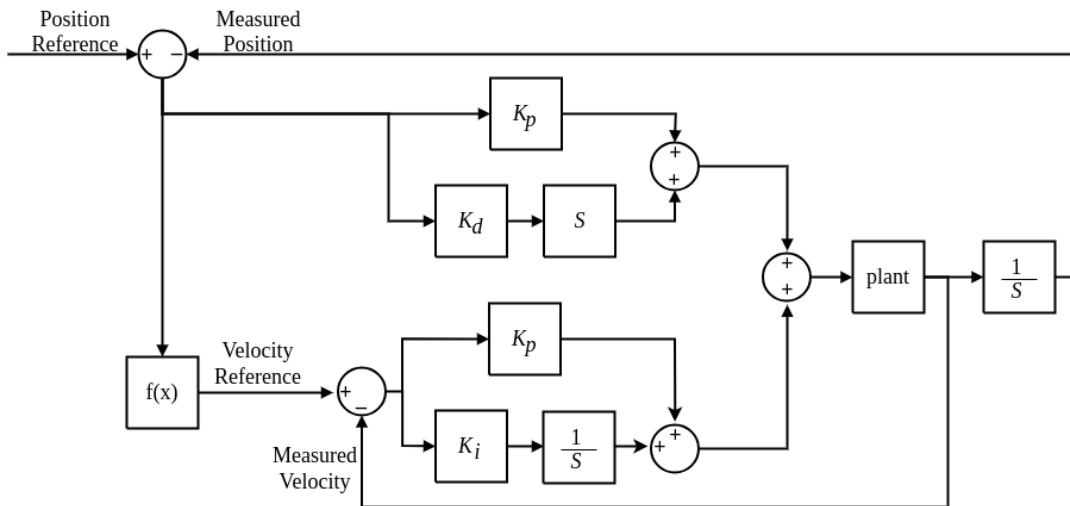 Position
Reference
Measured
Position
+
−
Kp
+
+
Kd
S
+
+
plant
1
S
Kp
Velocity
Reference
f(x)
+
−
Ki
1
S
+
+
Measured
Velocity